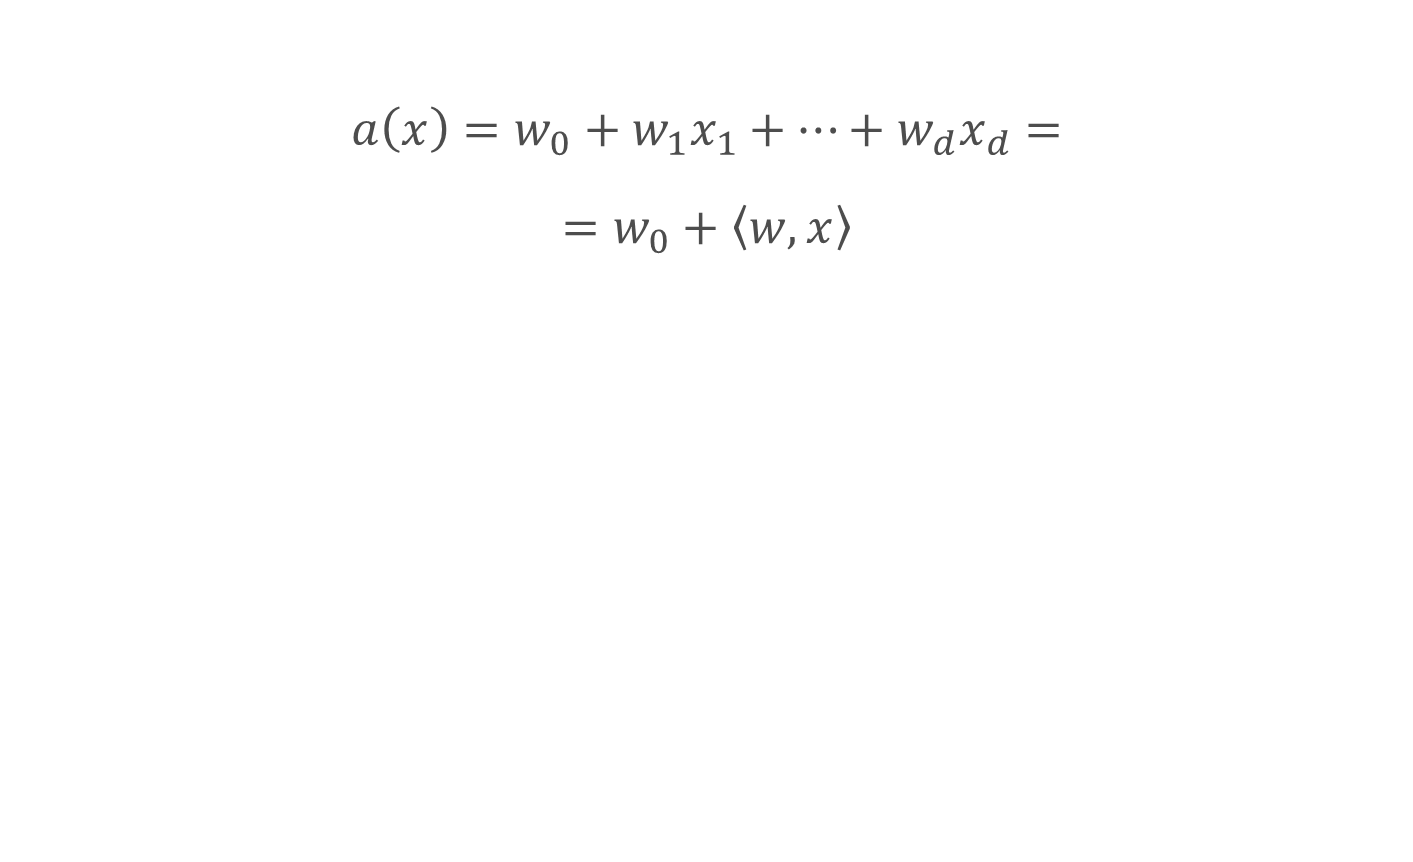 a(x) = w₀ + w₁x₁ + ⋯ + w_d x_d =
= w₀ + ⟨w, x⟩